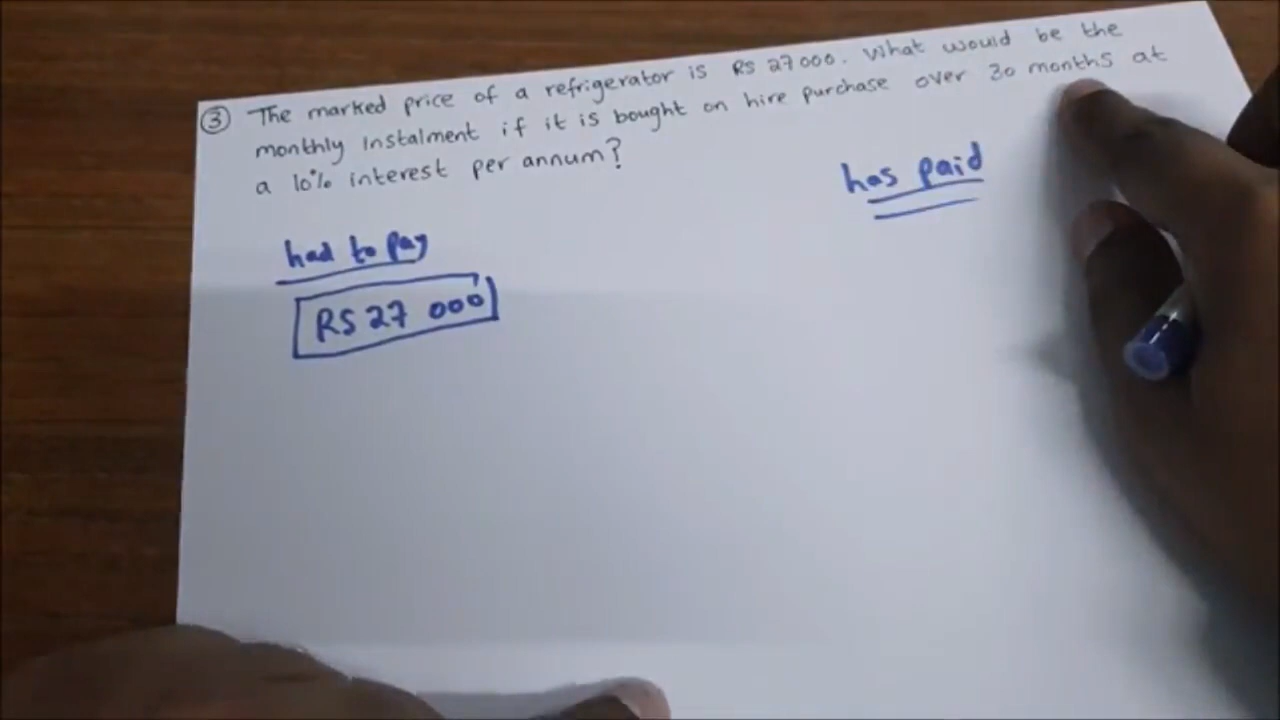 ③ The marked price of a refrigerator is RS 27000. What would be the
monthly instalment if it is bought on hire purchase over 30 months at
a 10% interest per annum?
has paid
had to pay
RS 27 000